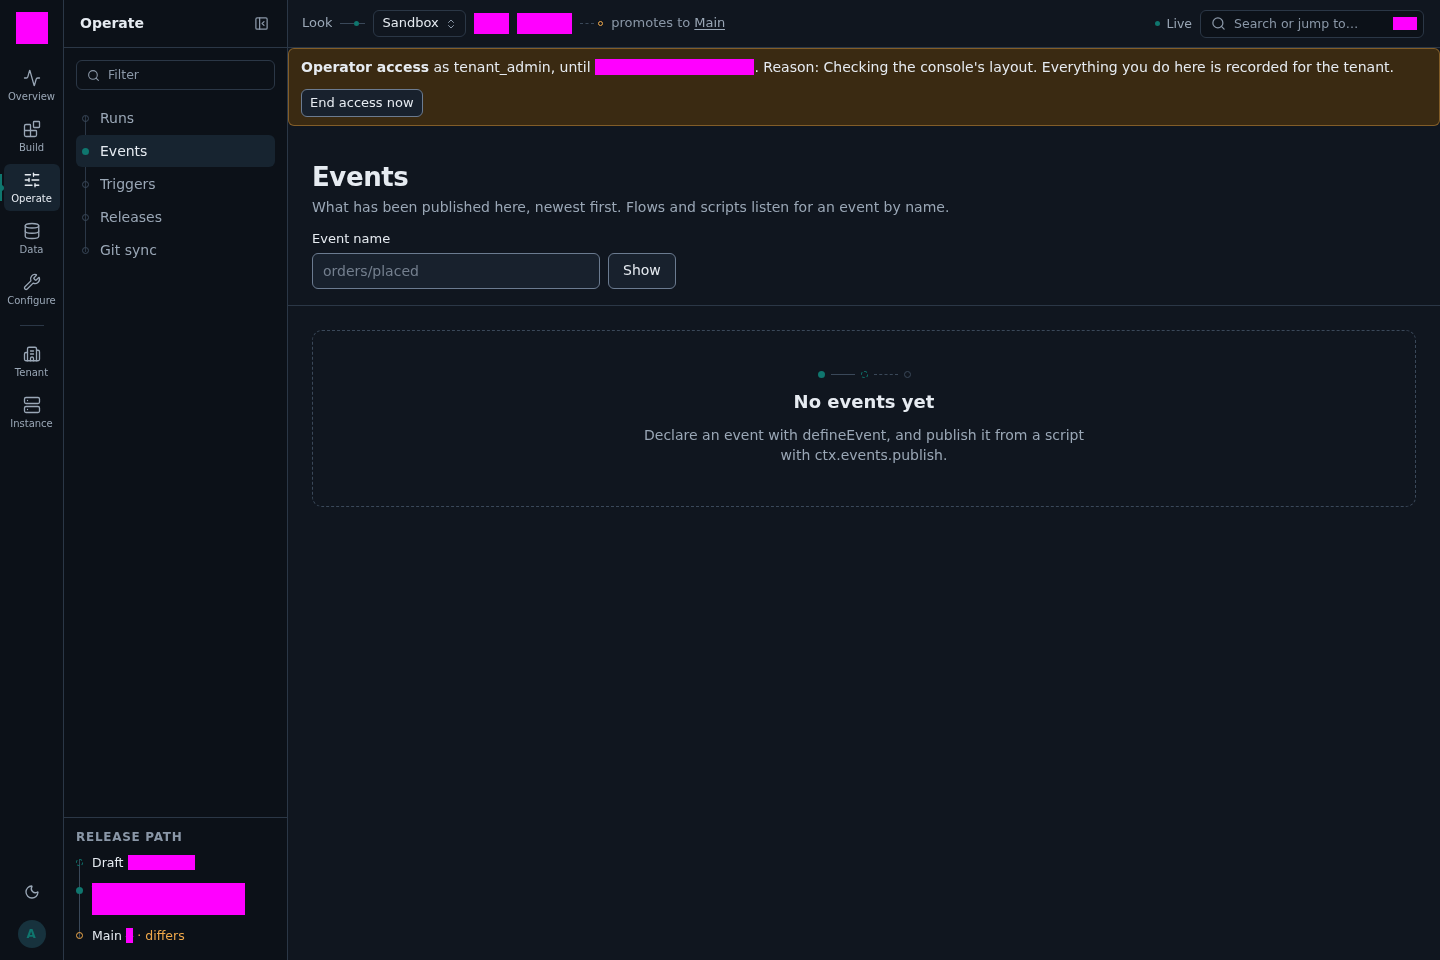 Operate
Look
Sandbox
promotes to Main
Live
Search or jump to…
Overview
Build
Operate
Data
Configure
Tenant
Instance
A
Filter
Runs
Events
Triggers
Releases
Git sync
RELEASE PATH
Draft
Main · differs
Operator access as tenant_admin, until . Reason: Checking the console's layout. Everything you do here is recorded for the tenant.
End access now
Events
What has been published here, newest first. Flows and scripts listen for an event by name.
Event name
orders/placed
Show
No events yet
Declare an event with defineEvent, and publish it from a script
with ctx.events.publish.